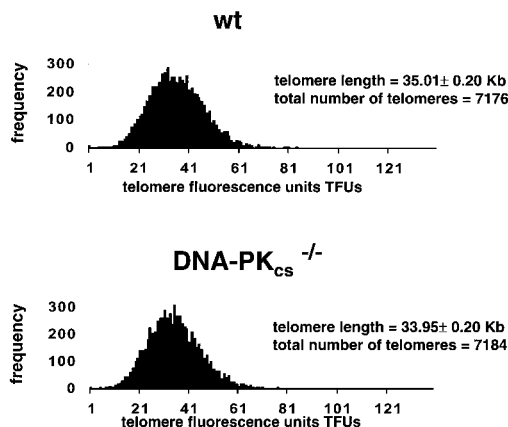 wt
frequency
300
200
100
0
telomere length = 35.01± 0.20 Kb
total number of telomeres = 7176
1 21 41 61 81 101 121
telomere fluorescence units TFUs
DNA-PKcs -/-
frequency
300
200
100
0
telomere length = 33.95± 0.20 Kb
total number of telomeres = 7184
1 21 41 61 81 101 121
telomere fluorescence units TFUs